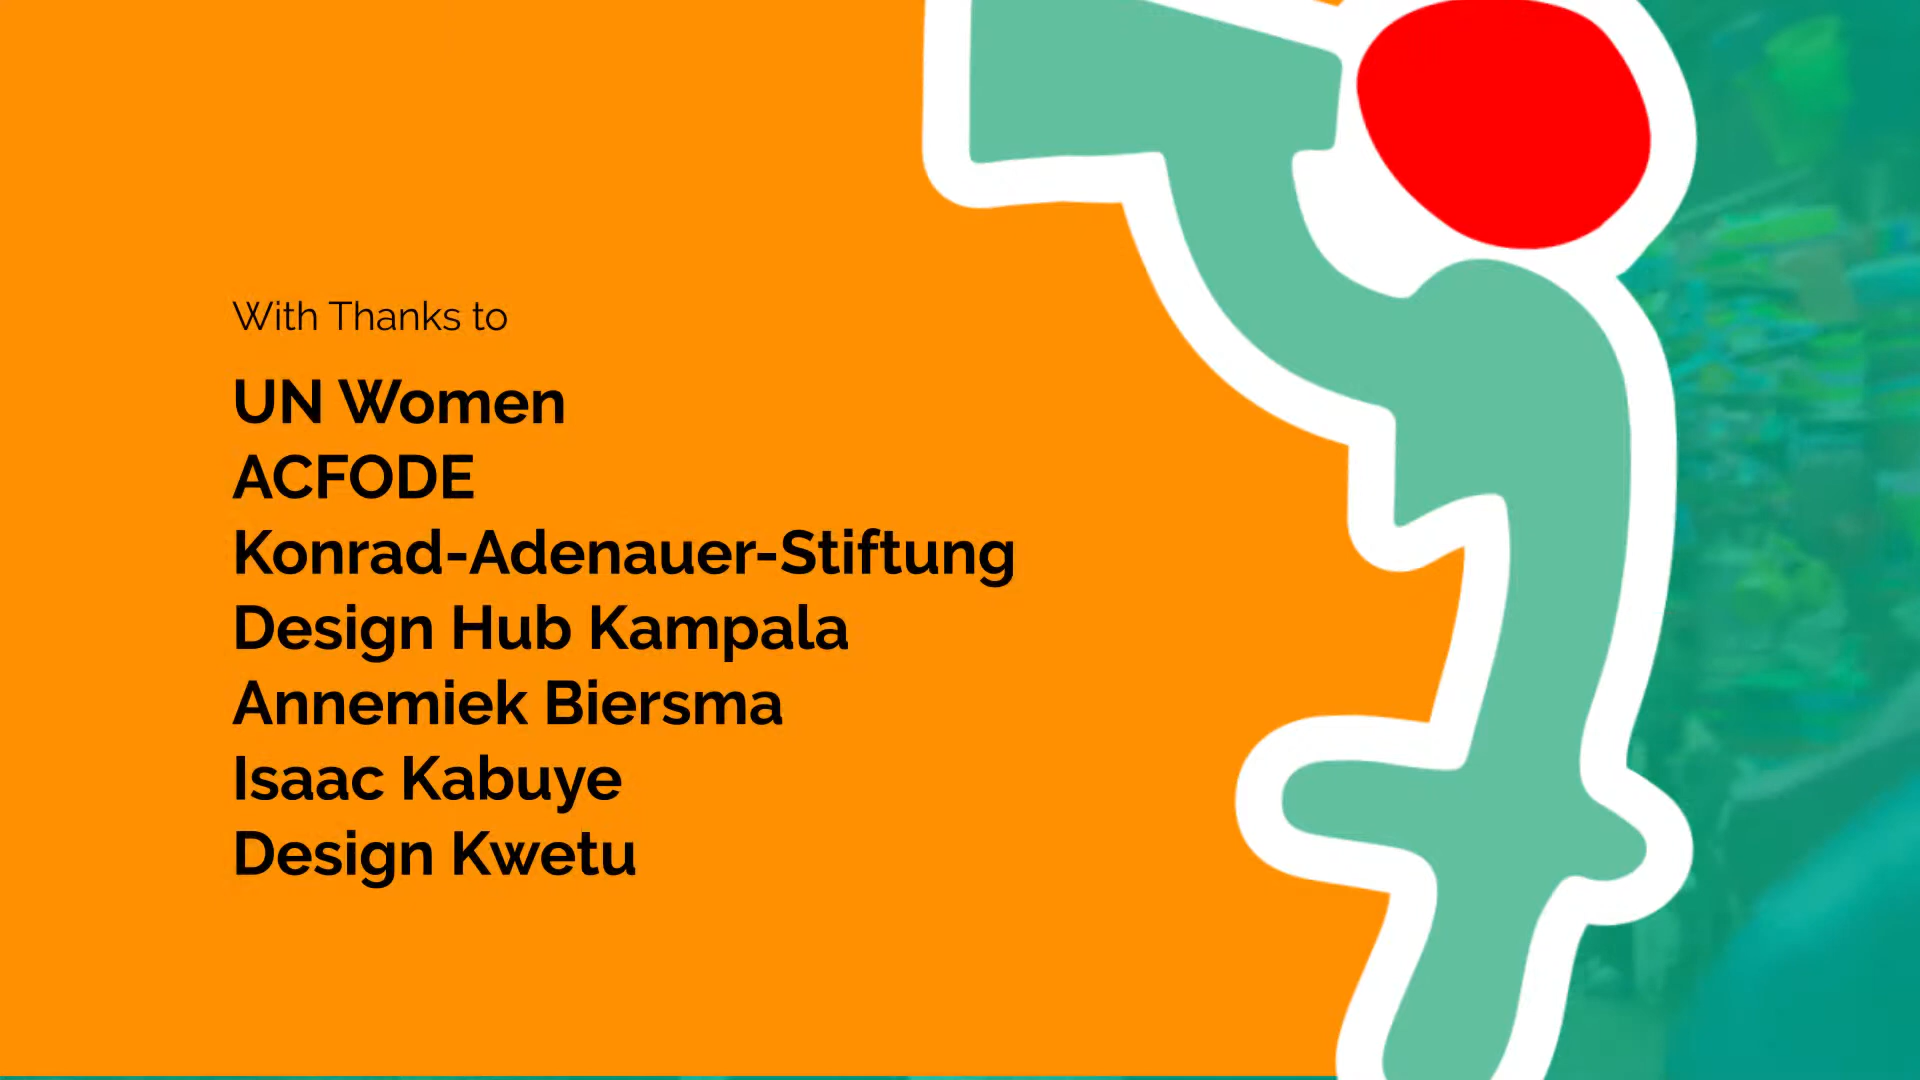 With Thanks to
UN Women
ACFODE
Konrad-Adenauer-Stiftung
Design Hub Kampala
Annemiek Biersma
Isaac Kabuye
Design Kwetu